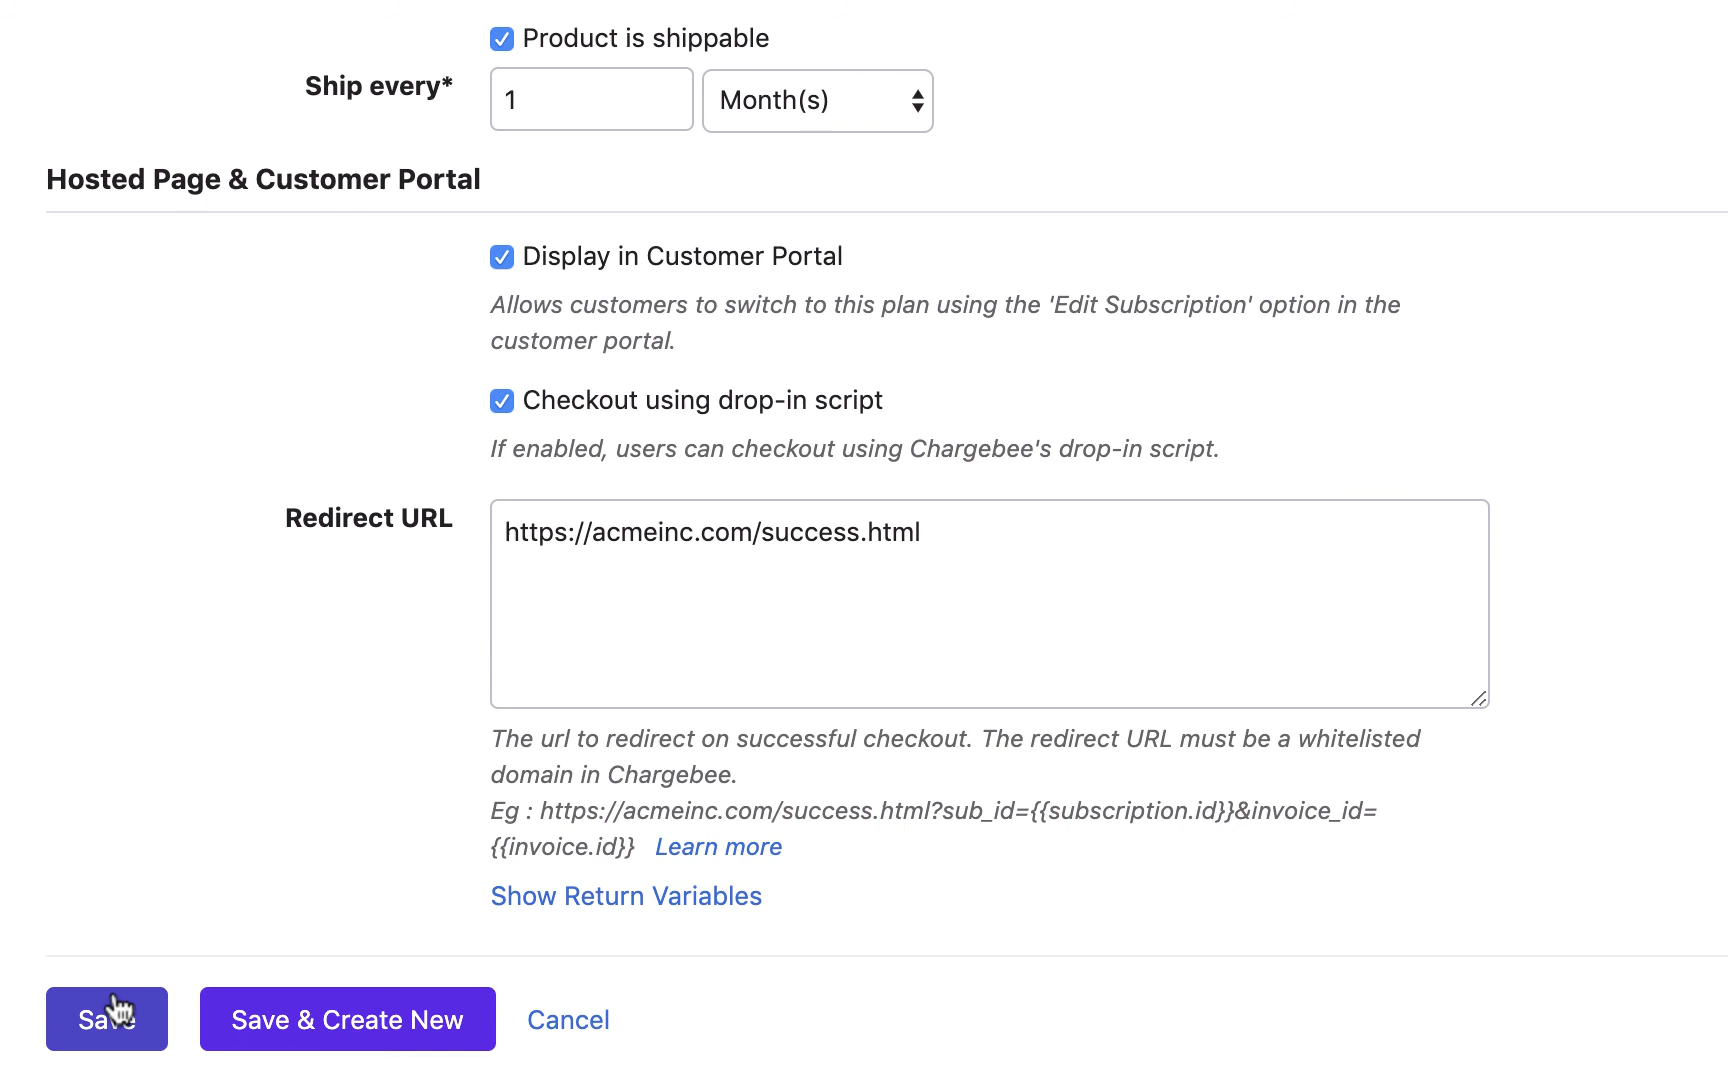 Product is shippable
Ship every*
1
Month(s)
Hosted Page & Customer Portal
Display in Customer Portal
Allows customers to switch to this plan using the 'Edit Subscription' option in the
customer portal.
Checkout using drop-in script
If enabled, users can checkout using Chargebee's drop-in script.
Redirect URL
https://acmeinc.com/success.html
The url to redirect on successful checkout. The redirect URL must be a whitelisted
domain in Chargebee.
Eg : https://acmeinc.com/success.html?sub_id={{subscription.id}}&invoice_id=
{{invoice.id}} Learn more
Show Return Variables
Save
Save & Create New
Cancel